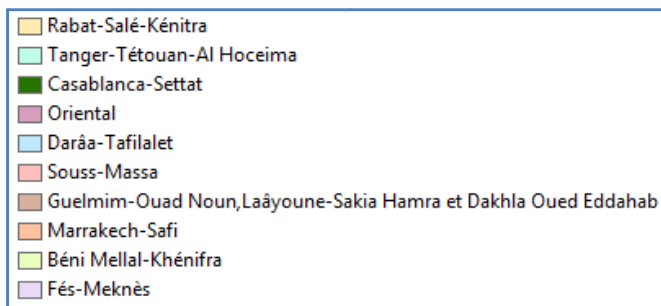 Rabat-Salé-Kénitra
Tanger-Tétouan-Al Hoceima
Casablanca-Settat
Oriental
Darâa-Tafilalet
Souss-Massa
Guelmim-Ouad Noun,Laâyoune-Sakia Hamra et Dakhla Oued Eddahab
Marrakech-Safi
Béni Mellal-Khénifra
Fés-Meknès